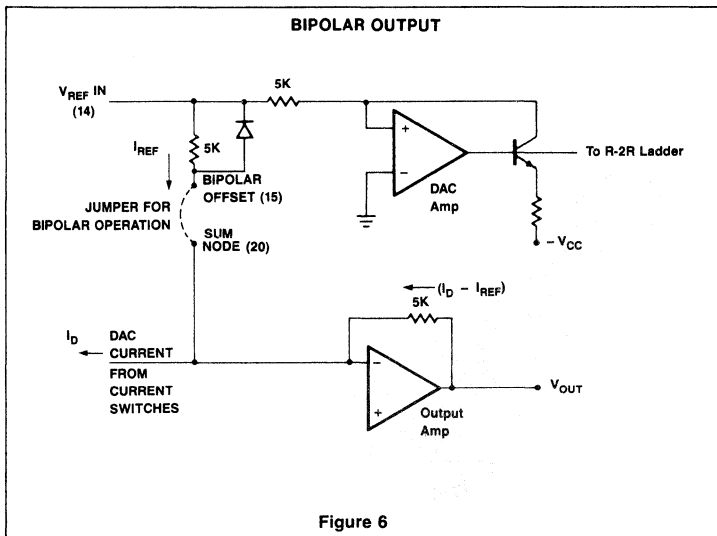 BIPOLAR OUTPUT
V_REF IN
(14)
5K
I_REF
5K
BIPOLAR
OFFSET (15)
JUMPER FOR
BIPOLAR OPERATION
SUM
NODE (20)
+
−
DAC
Amp
To R-2R Ladder
− V_CC
(I_D − I_REF)
5K
I_D
DAC
CURRENT
FROM
CURRENT
SWITCHES
−
+
Output
Amp
V_OUT
Figure 6